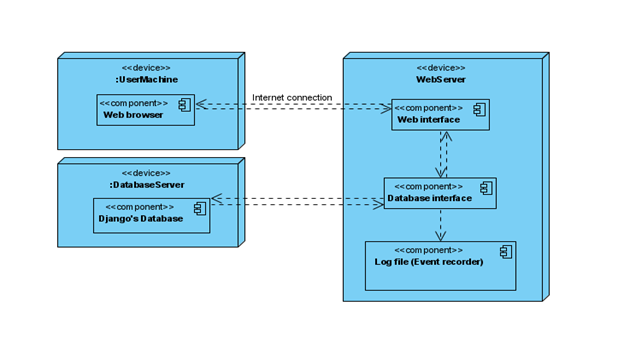 <<device>>
:UserMachine
<<component>>
Web browser
Internet connection
<<device>>
WebServer
<<component>>
Web interface
<<device>>
:DatabaseServer
<<component>>
Django's Database
<<component>>
Database interface
<<component>>
Log file (Event recorder)